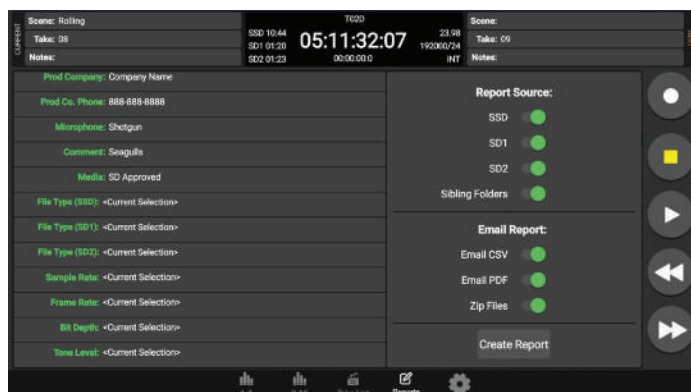 CURRENT
Scene: Rolling
Take: 08
Notes:
SSD 10:44
SD1 01:20
SD2 01:23
T02D
05:11:32:07
00:00:00:0
23.98
192000/24
INT
Scene:
Take: 09
Notes:
Prod Company: Company Name
Prod Co. Phone: 888-888-8888
Microphone: Shotgun
Comment: Seagulls
Media: SD Approved
File Type (SSD): <Current Selection>
File Type (SD1): <Current Selection>
File Type (SD2): <Current Selection>
Sample Rate: <Current Selection>
Frame Rate: <Current Selection>
Bit Depth: <Current Selection>
Tone Level: <Current Selection>
Report Source:
SSD
SD1
SD2
Sibling Folders
Email Report:
Email CSV
Email PDF
Zip Files
Create Report
Reports